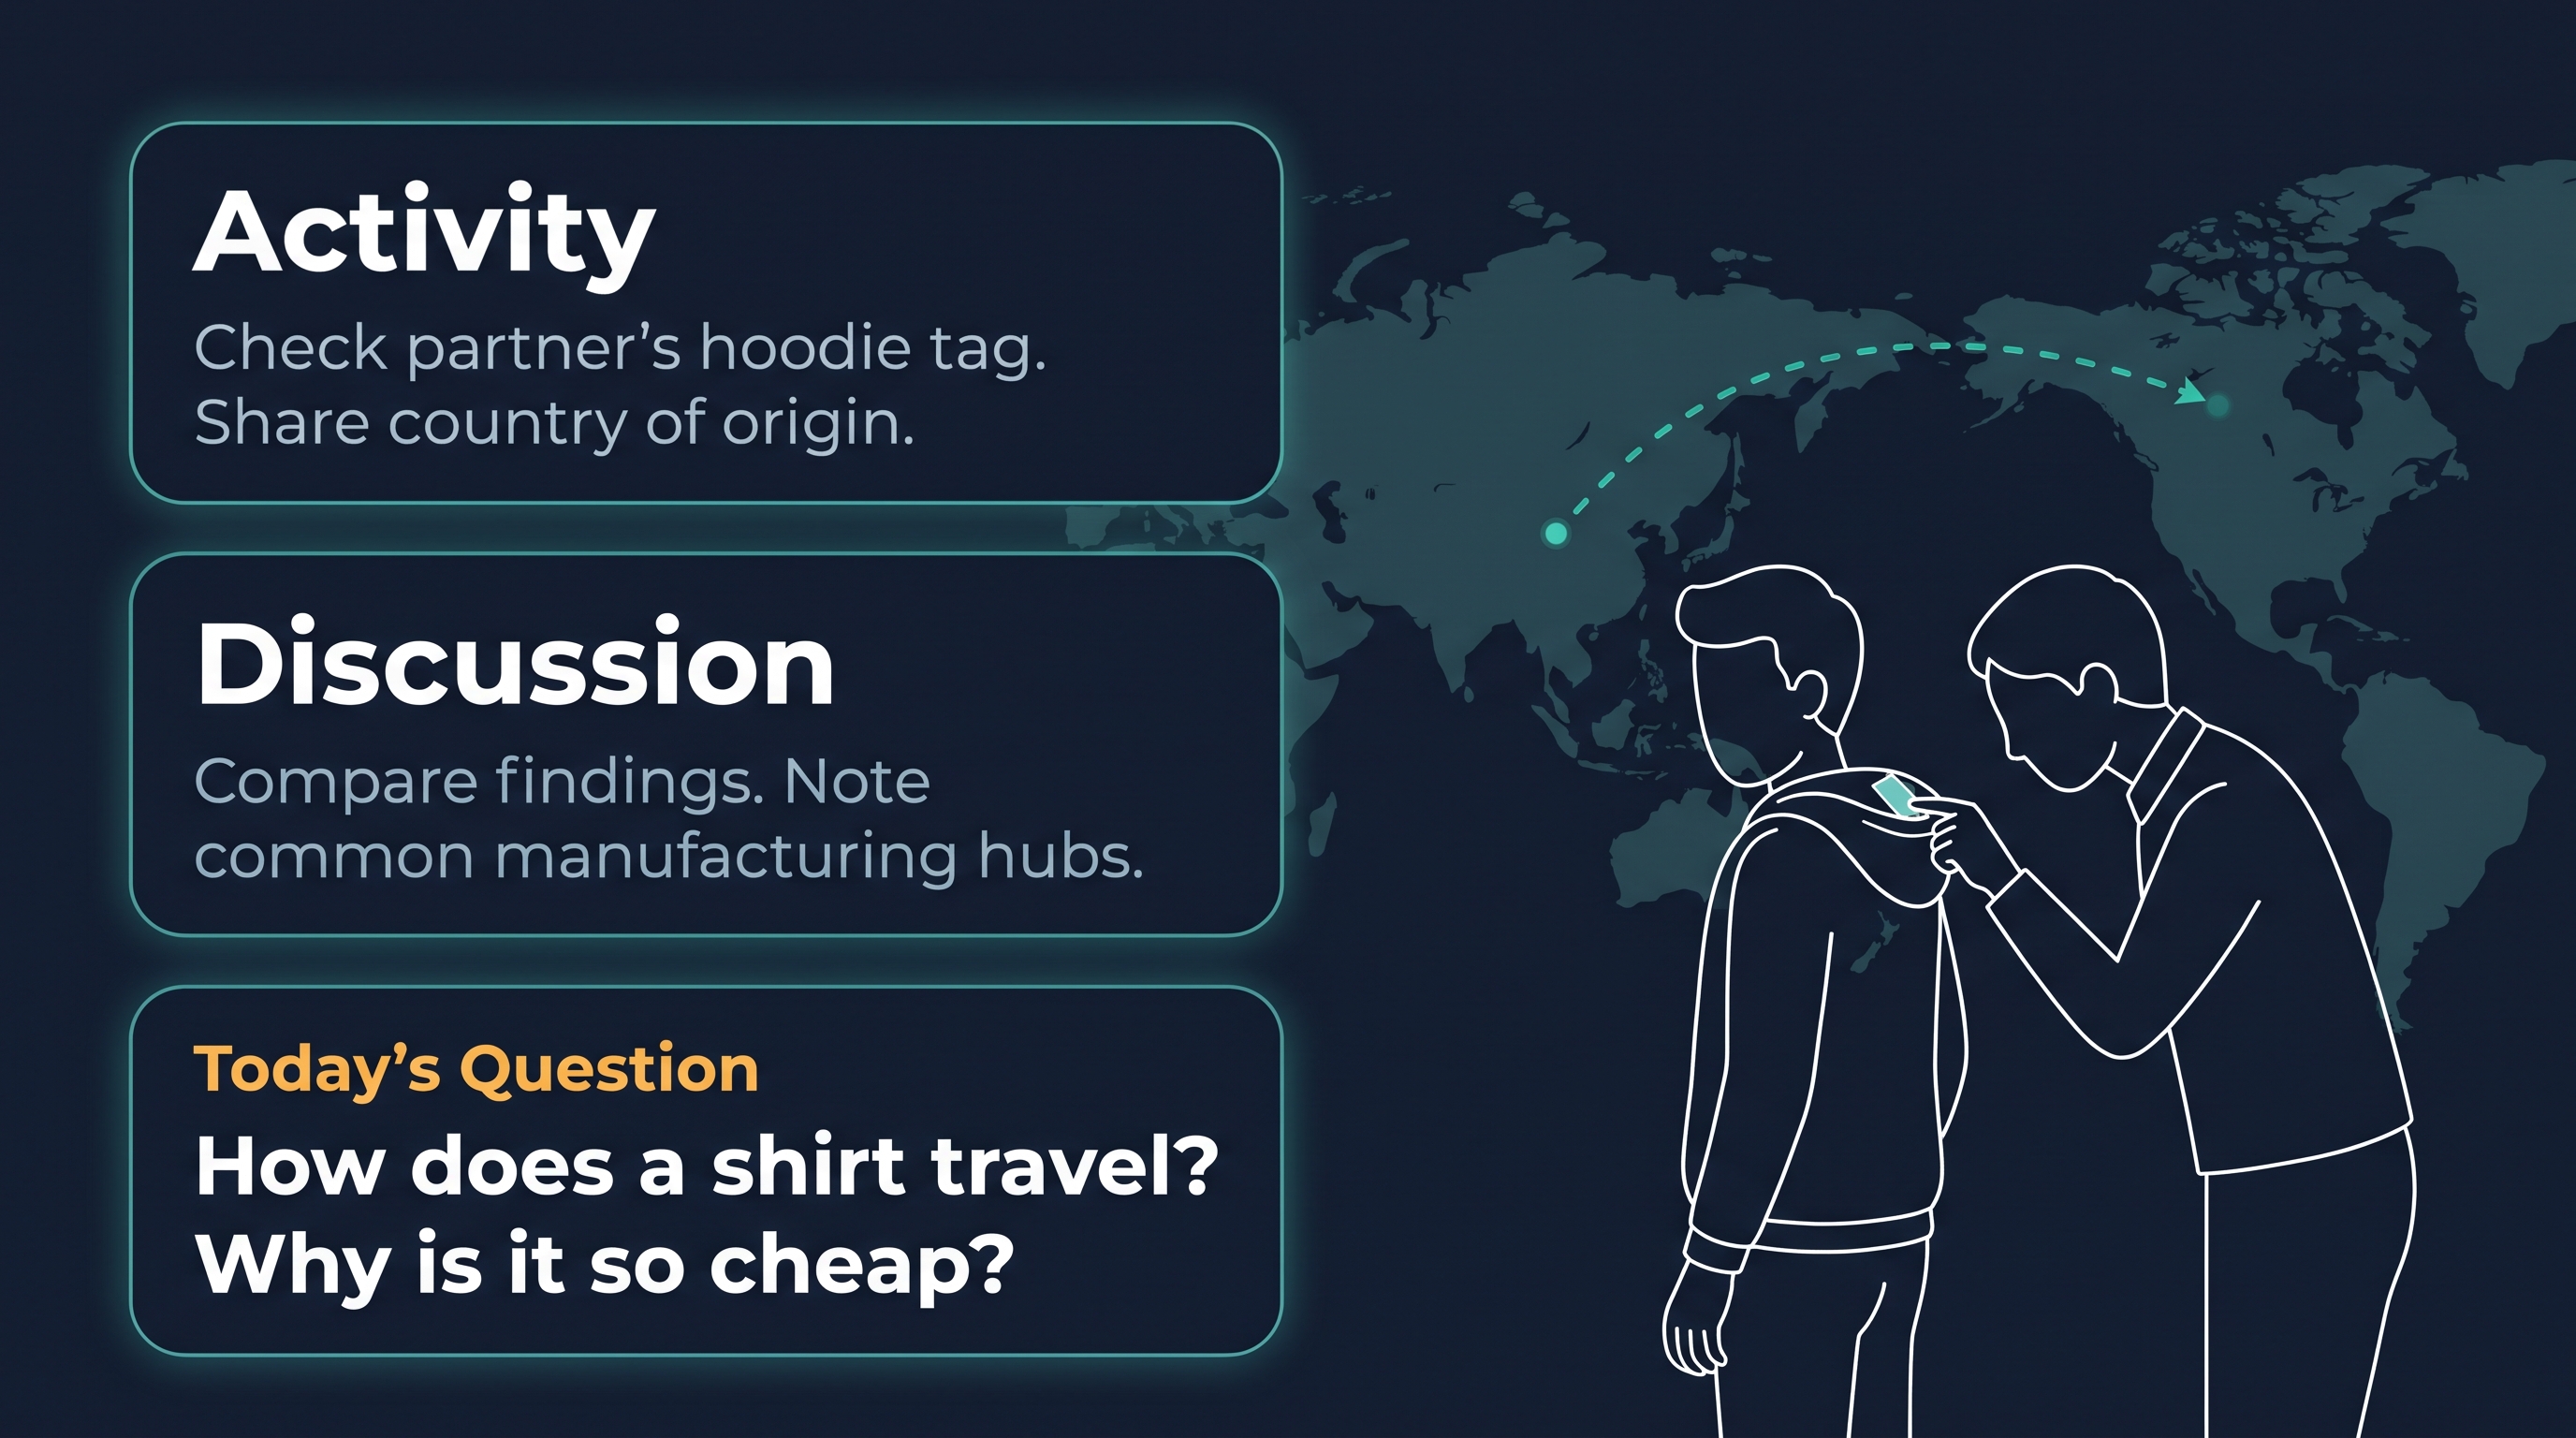 Activity
Check partner’s hoodie tag.
Share country of origin.
Discussion
Compare findings. Note
common manufacturing hubs.
Today’s Question
How does a shirt travel?
Why is it so cheap?